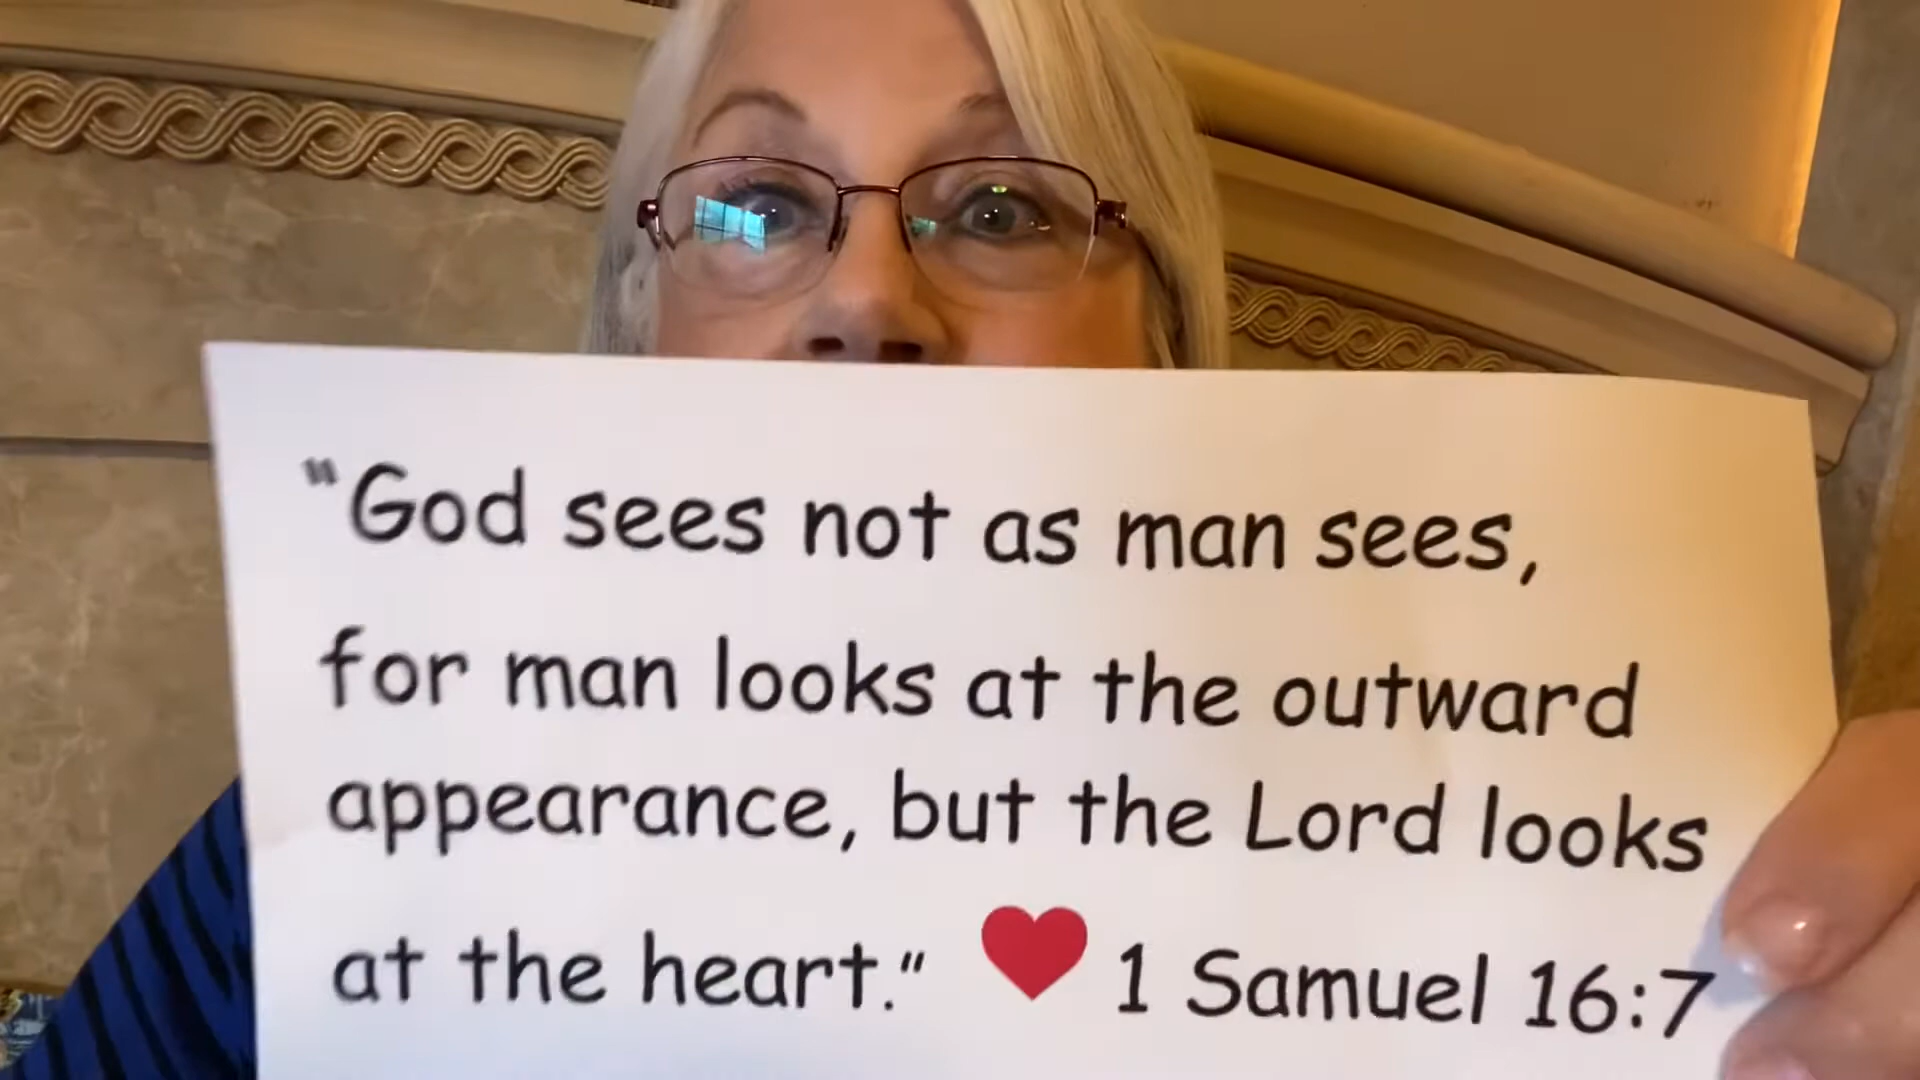 "God sees not as man sees,
for man looks at the outward
appearance, but the Lord looks
at the heart." ❤ 1 Samuel 16:7